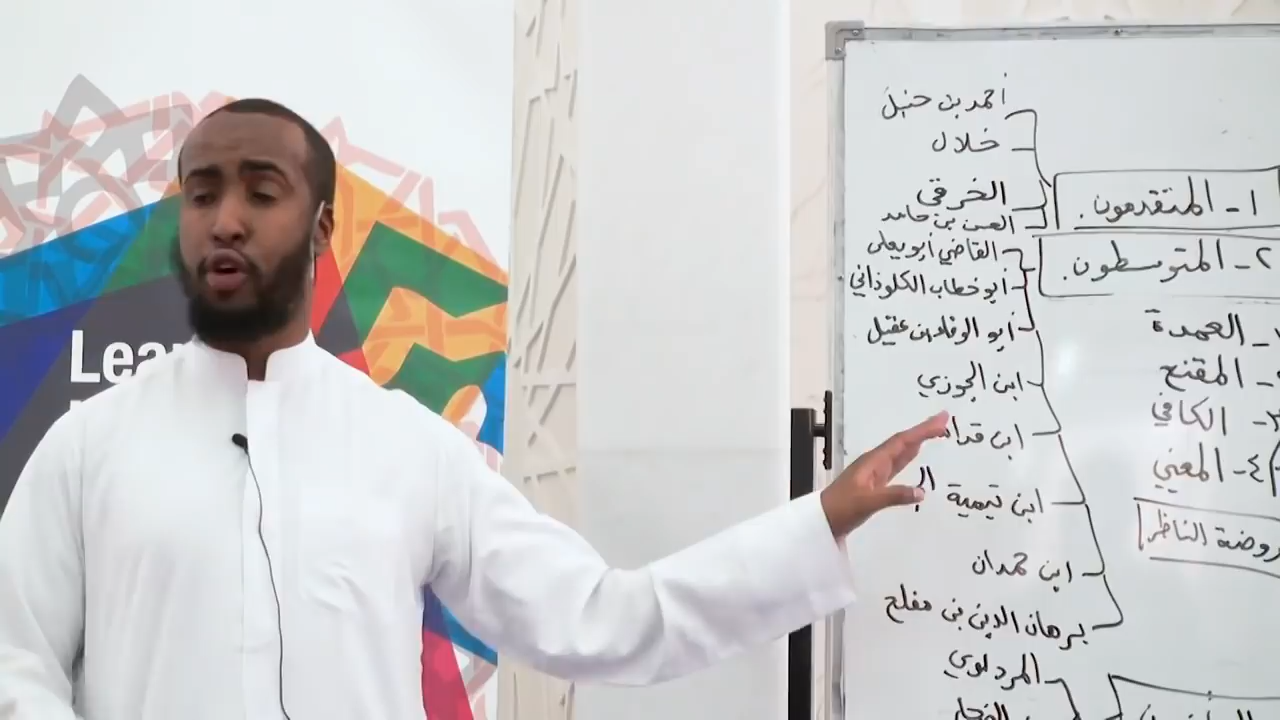 Lea
أحمد بن حنبل
خلال
الخرقي
الحسن بن حامد
القاضي أبو يعلى
أبو خطاب الكلوذاني
أبو الوفاء بن عقيل
ابن الجوزي
ابن قدا
ابن تيمية
ابن حمدان
برهان الدين بن مفلح
المرداوي
١ - المتقدمون.
٢ - المتوسطون.
العمدة
المقنع
الكافي
٤ - المغني
روضة الناظر